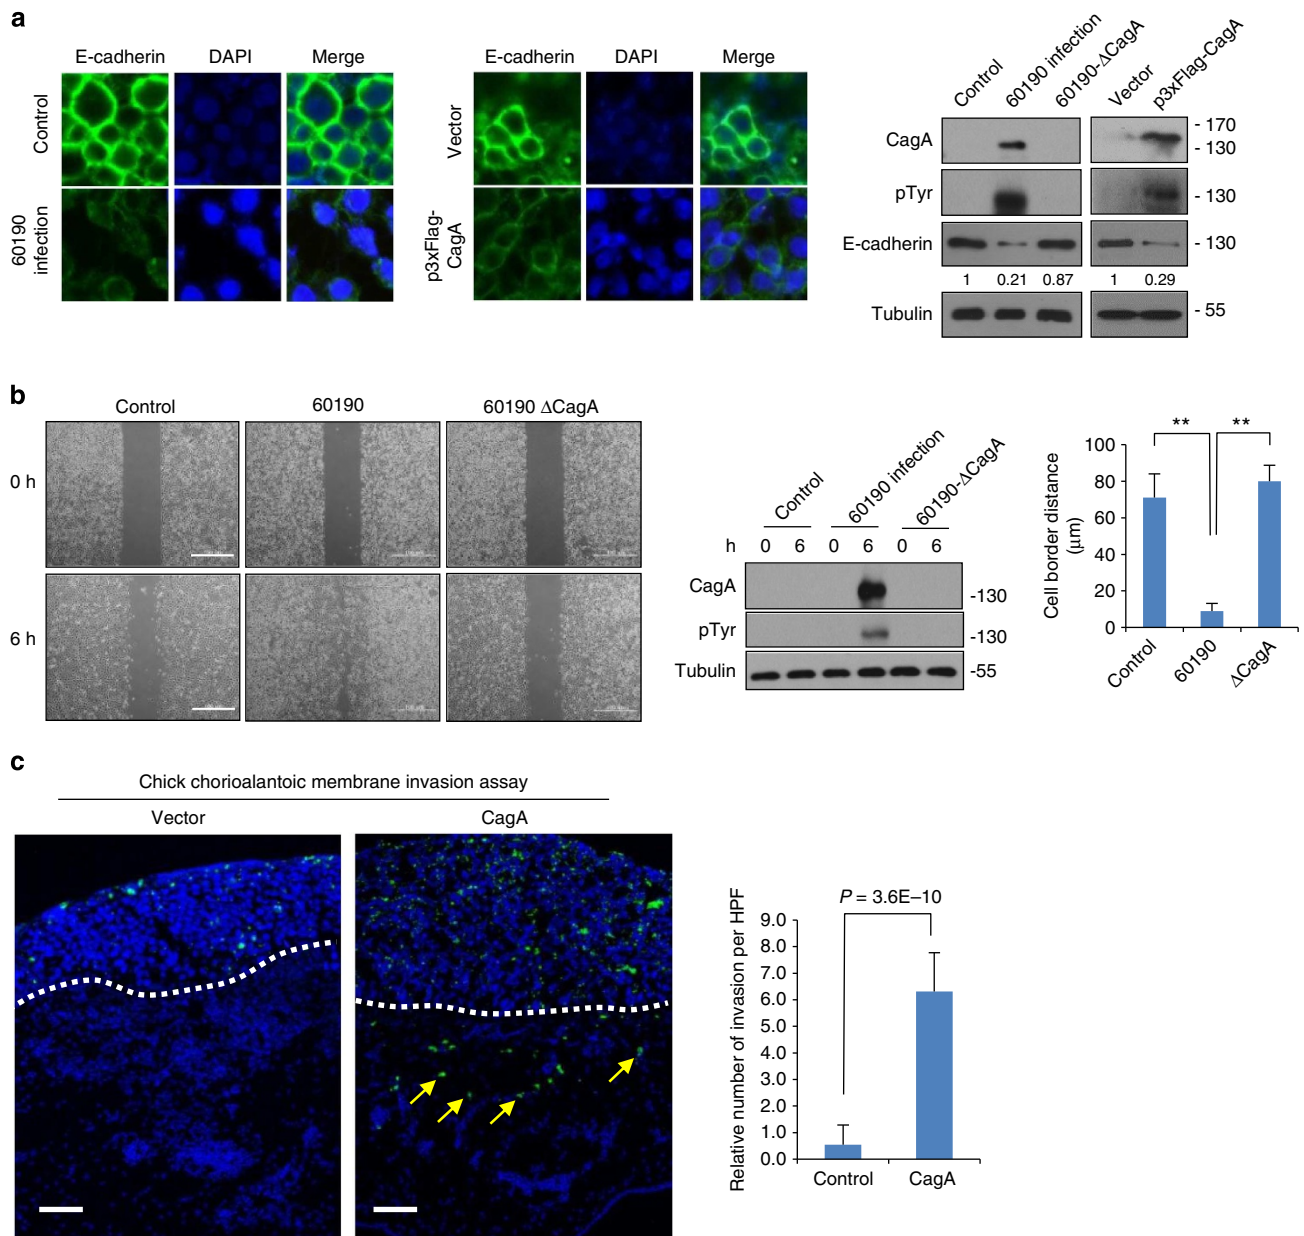 a
E-cadherin DAPI Merge
Control
60190 infection
E-cadherin DAPI Merge
Vector
p3xFlag-CagA
Control 60190 infection 60190-ΔCagA Vector p3xFlag-CagA
CagA - 170
- 130
pTyr - 130
E-cadherin - 130
1 0.21 0.87 1 0.29
Tubulin - 55
b
Control 60190 60190 ΔCagA
0 h
6 h
Control 60190 infection 60190-ΔCagA
h 0 6 0 6 0 6
CagA -130
pTyr -130
Tubulin -55
** **
Cell border distance
(μm)
100
80
60
40
20
0
Control 60190 ΔCagA
c
Chick chorioalantoic membrane invasion assay
Vector CagA
P = 3.6E–10
Relative number of invasion per HPF
9.0
8.0
7.0
6.0
5.0
4.0
3.0
2.0
1.0
0.0
Control CagA